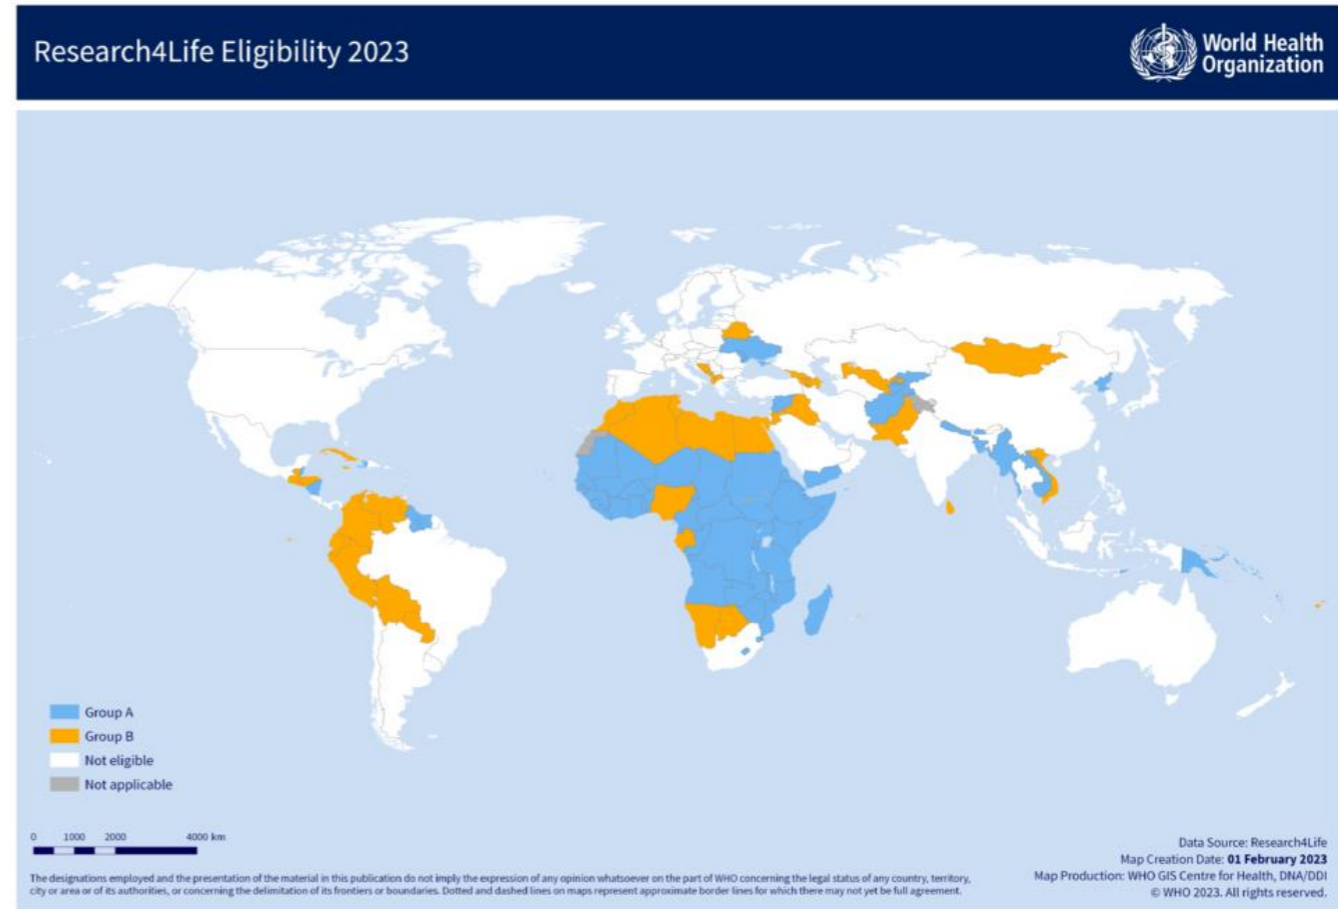 Research4Life Eligibility 2023
World Health
Organization
Group A
Group B
Not eligible
Not applicable
0 1000 2000 4000 km
Data Source: Research4Life
Map Creation Date: 01 February 2023
Map Production: WHO GIS Centre for Health, DNA/DDI
© WHO 2023. All rights reserved.
The designations employed and the presentation of the material in this publication do not imply the expression of any opinion whatsoever on the part of WHO concerning the legal status of any country, territory,
city or area or of its authorities, or concerning the delimitation of its frontiers or boundaries. Dotted and dashed lines on maps represent approximate border lines for which there may not yet be full agreement.